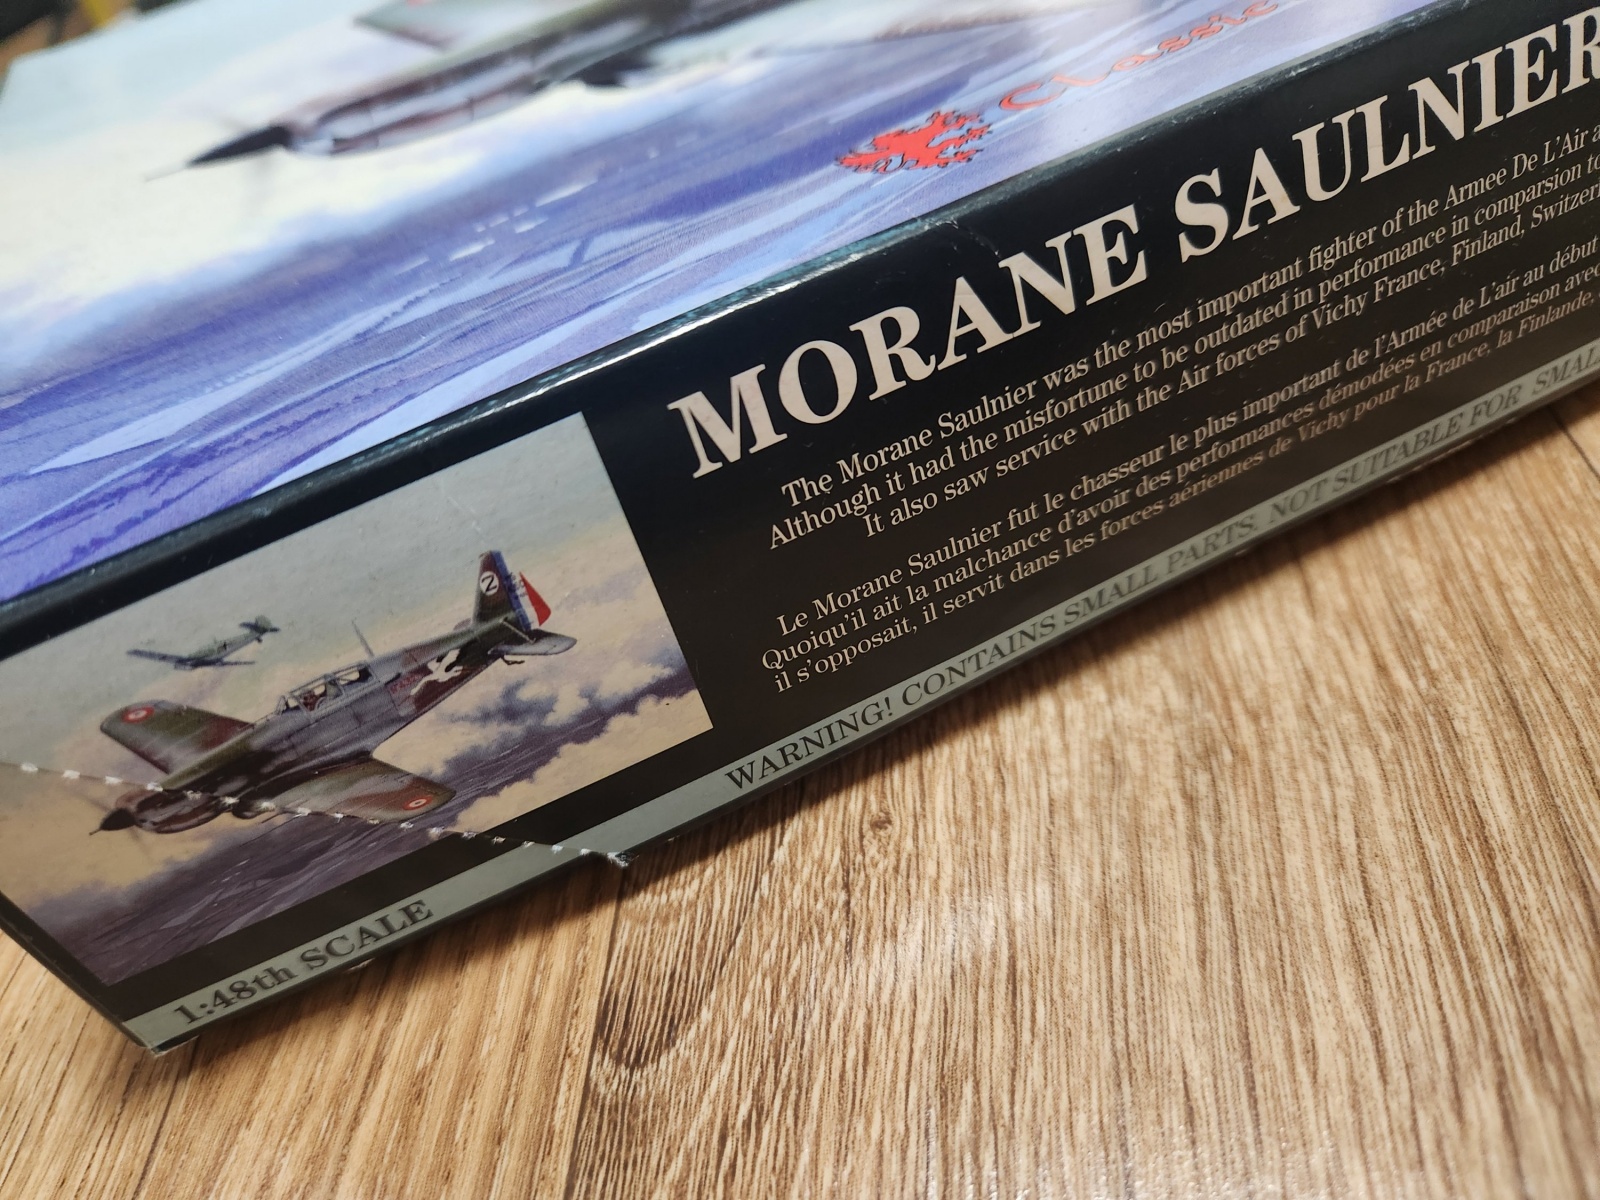 Classic
MORANE SAULNIER
The Morane Saulnier was the most important fighter of the Armee De L'Air
Although it had the misfortune to be outdated in performance in comparsion to
It also saw service with the Air forces of Vichy France, Finland,
Le Morane Saulnier fut le chasseur le plus important de l'Armée de L'air au début
Quoiqu'il ait la malchance d'avoir des performances démodées en comparaison avec
il s'opposait, il servit dans les forces aériennes de Vichy pour la France, la Finlande,
WARNING! CONTAINS SMALL PARTS, NOT SUITABLE FOR
1:48th SCALE
2